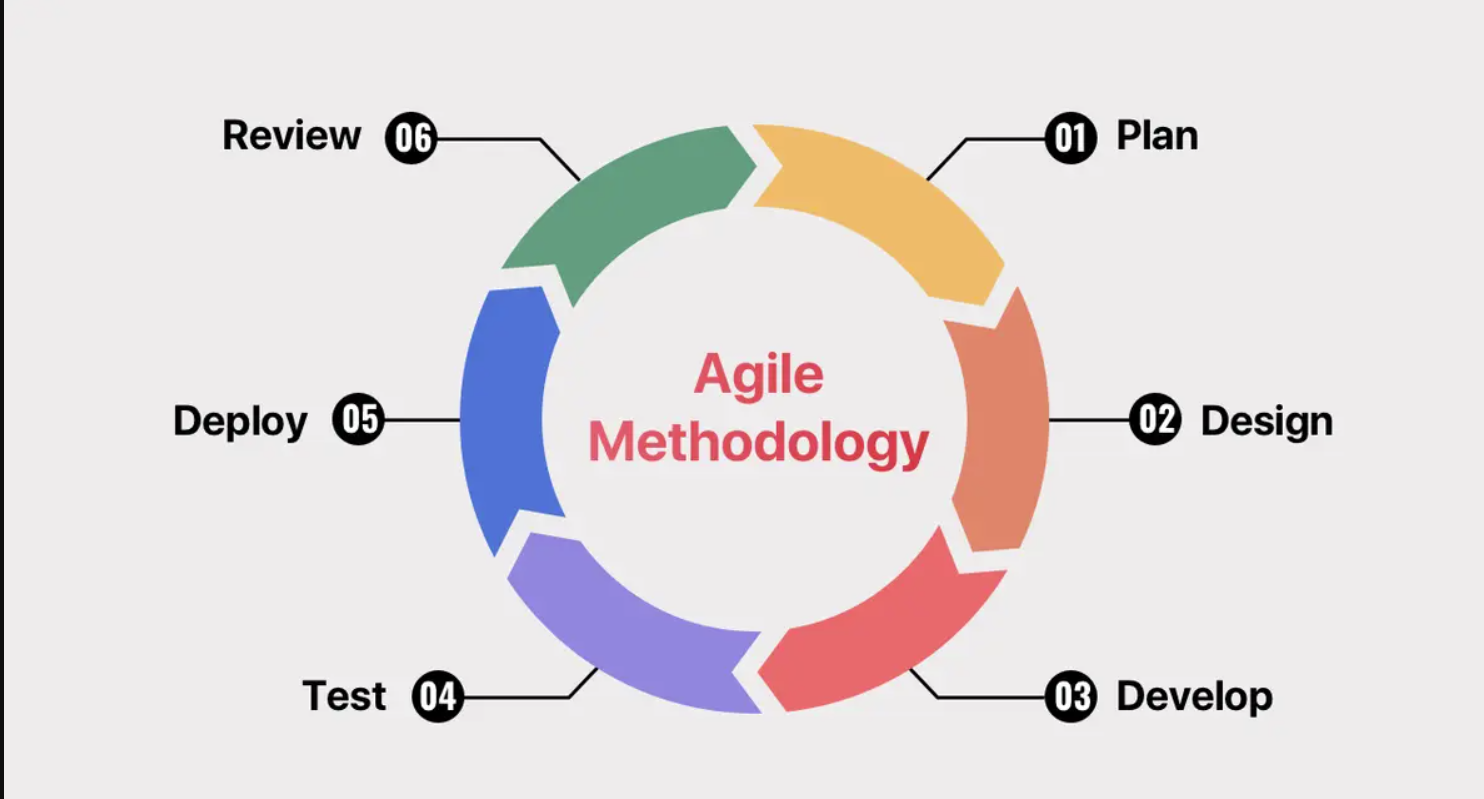 Agile
Methodology
01 Plan
02 Design
03 Develop
Test 04
Deploy 05
Review 06